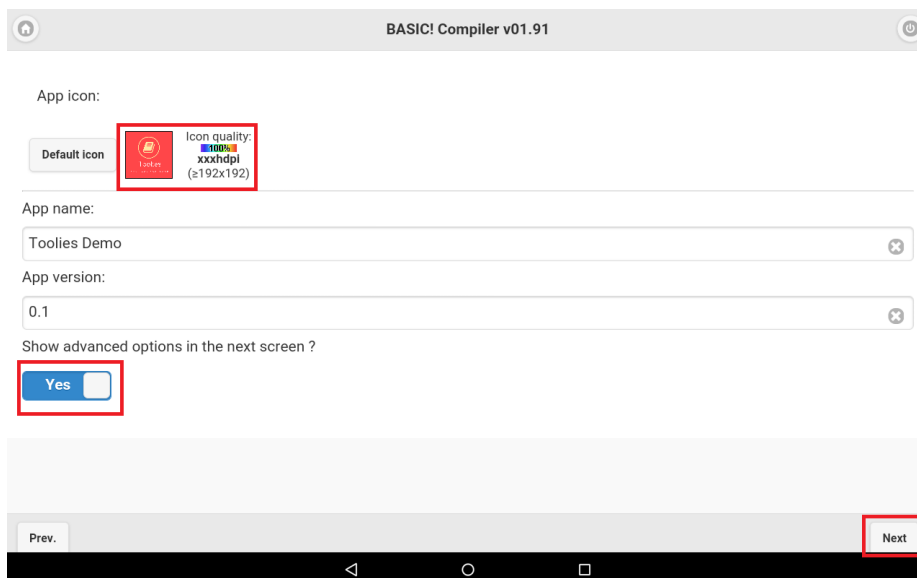 BASIC! Compiler v01.91
App icon:
Default icon
Toolies
Icon quality:
100%
xxxhdpi
(≥192x192)
App name:
Toolies Demo
App version:
0.1
Show advanced options in the next screen ?
Yes
Prev.
Next